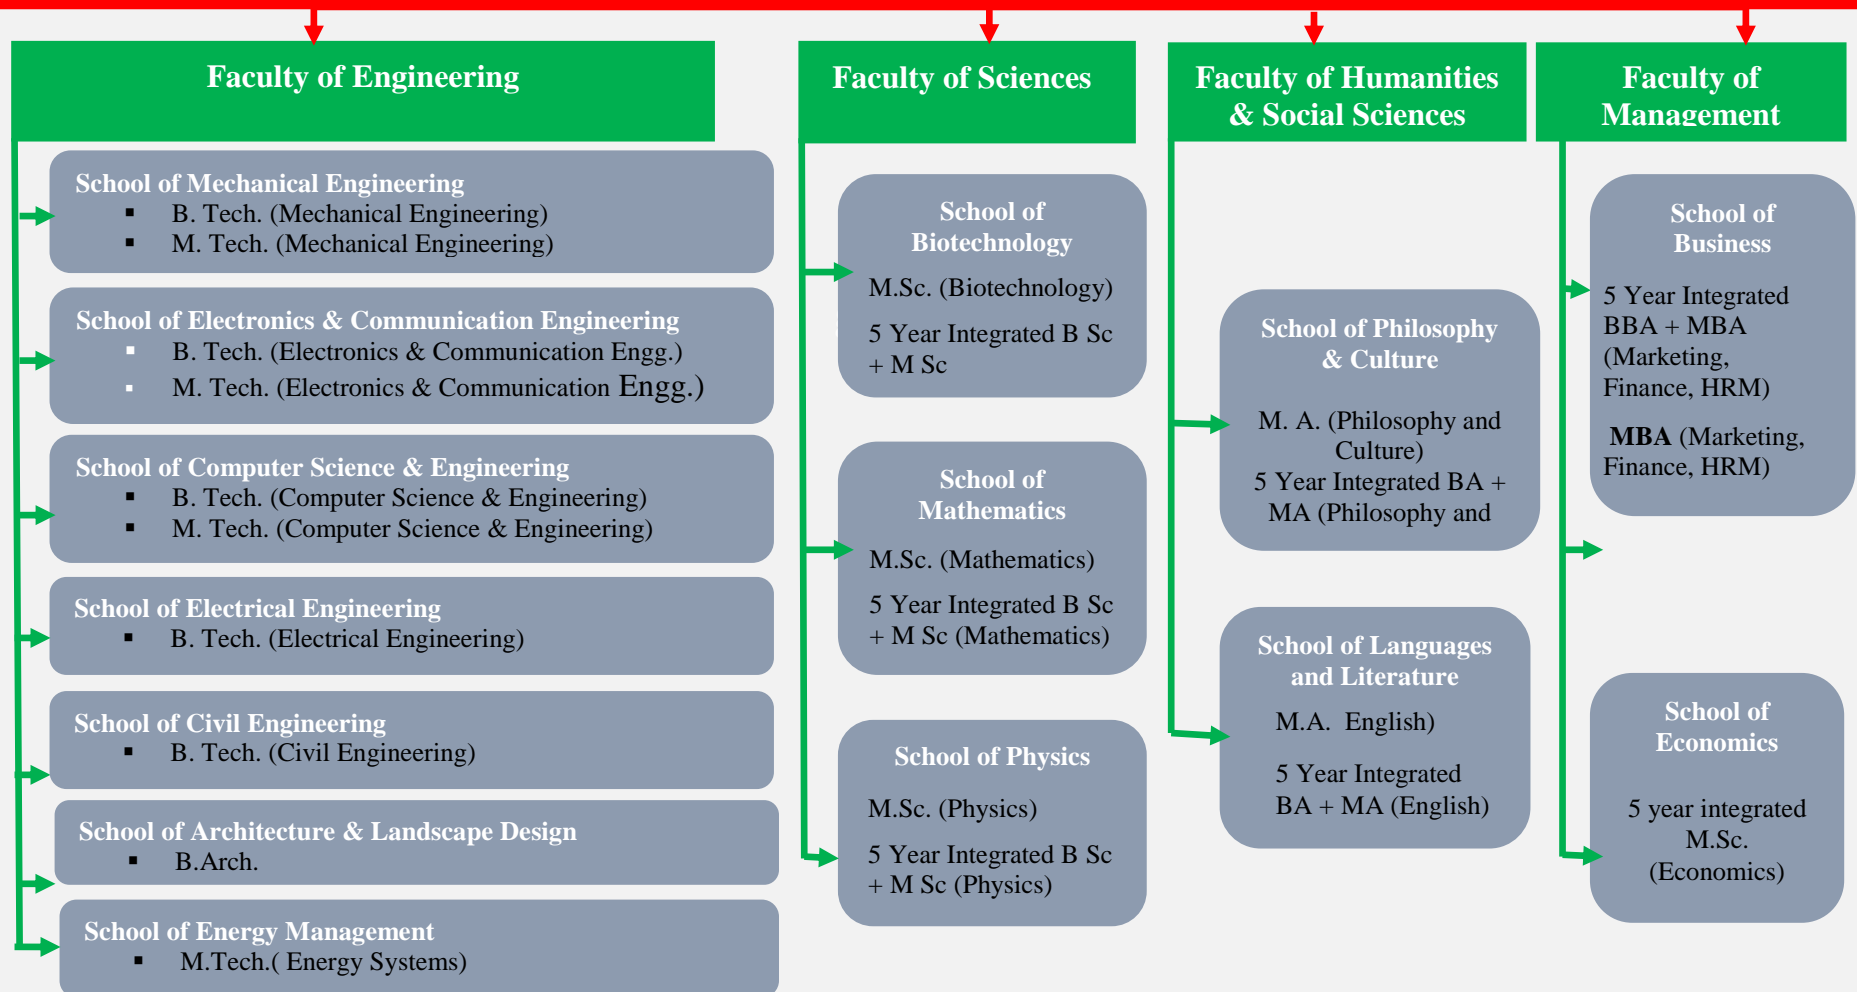 Faculty of Engineering
School of Mechanical Engineering
▪ B. Tech. (Mechanical Engineering)
▪ M. Tech. (Mechanical Engineering)
School of Electronics & Communication Engineering
▪ B. Tech. (Electronics & Communication Engg.)
▪ M. Tech. (Electronics & Communication Engg.)
School of Computer Science & Engineering
▪ B. Tech. (Computer Science & Engineering)
▪ M. Tech. (Computer Science & Engineering)
School of Electrical Engineering
▪ B. Tech. (Electrical Engineering)
School of Civil Engineering
▪ B. Tech. (Civil Engineering)
School of Architecture & Landscape Design
▪ B.Arch.
School of Energy Management
▪ M.Tech.( Energy Systems)
Faculty of Sciences
School of
Biotechnology
M.Sc. (Biotechnology)
5 Year Integrated B Sc
+ M Sc
School of
Mathematics
M.Sc. (Mathematics)
5 Year Integrated B Sc
+ M Sc (Mathematics)
School of Physics
M.Sc. (Physics)
5 Year Integrated B Sc
+ M Sc (Physics)
Faculty of Humanities
& Social Sciences
School of Philosophy
& Culture
M. A. (Philosophy and
Culture)
5 Year Integrated BA +
MA (Philosophy and
School of Languages
and Literature
M.A. English)
5 Year Integrated
BA + MA (English)
Faculty of
Management
School of
Business
5 Year Integrated
BBA + MBA
(Marketing,
Finance, HRM)
MBA (Marketing,
Finance, HRM)
School of
Economics
5 year integrated
M.Sc.
(Economics)